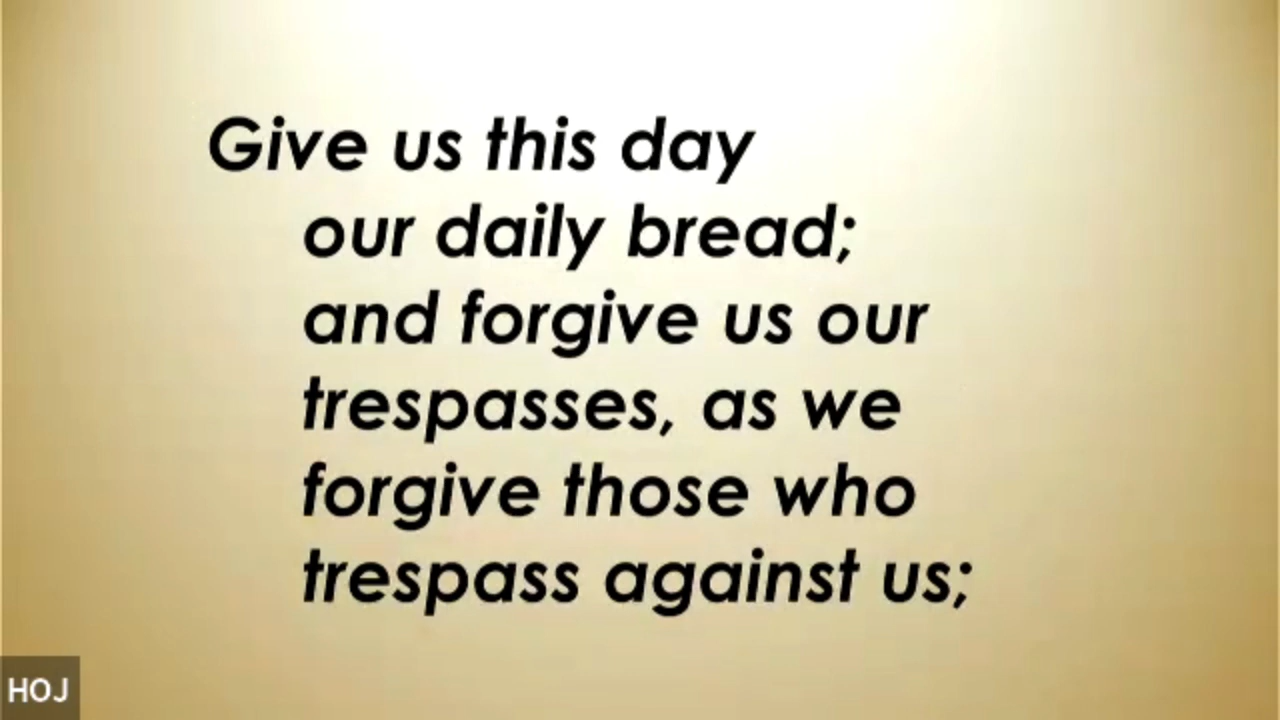 Give us this day
our daily bread;
and forgive us our
trespasses, as we
forgive those who
trespass against us;
HOJ